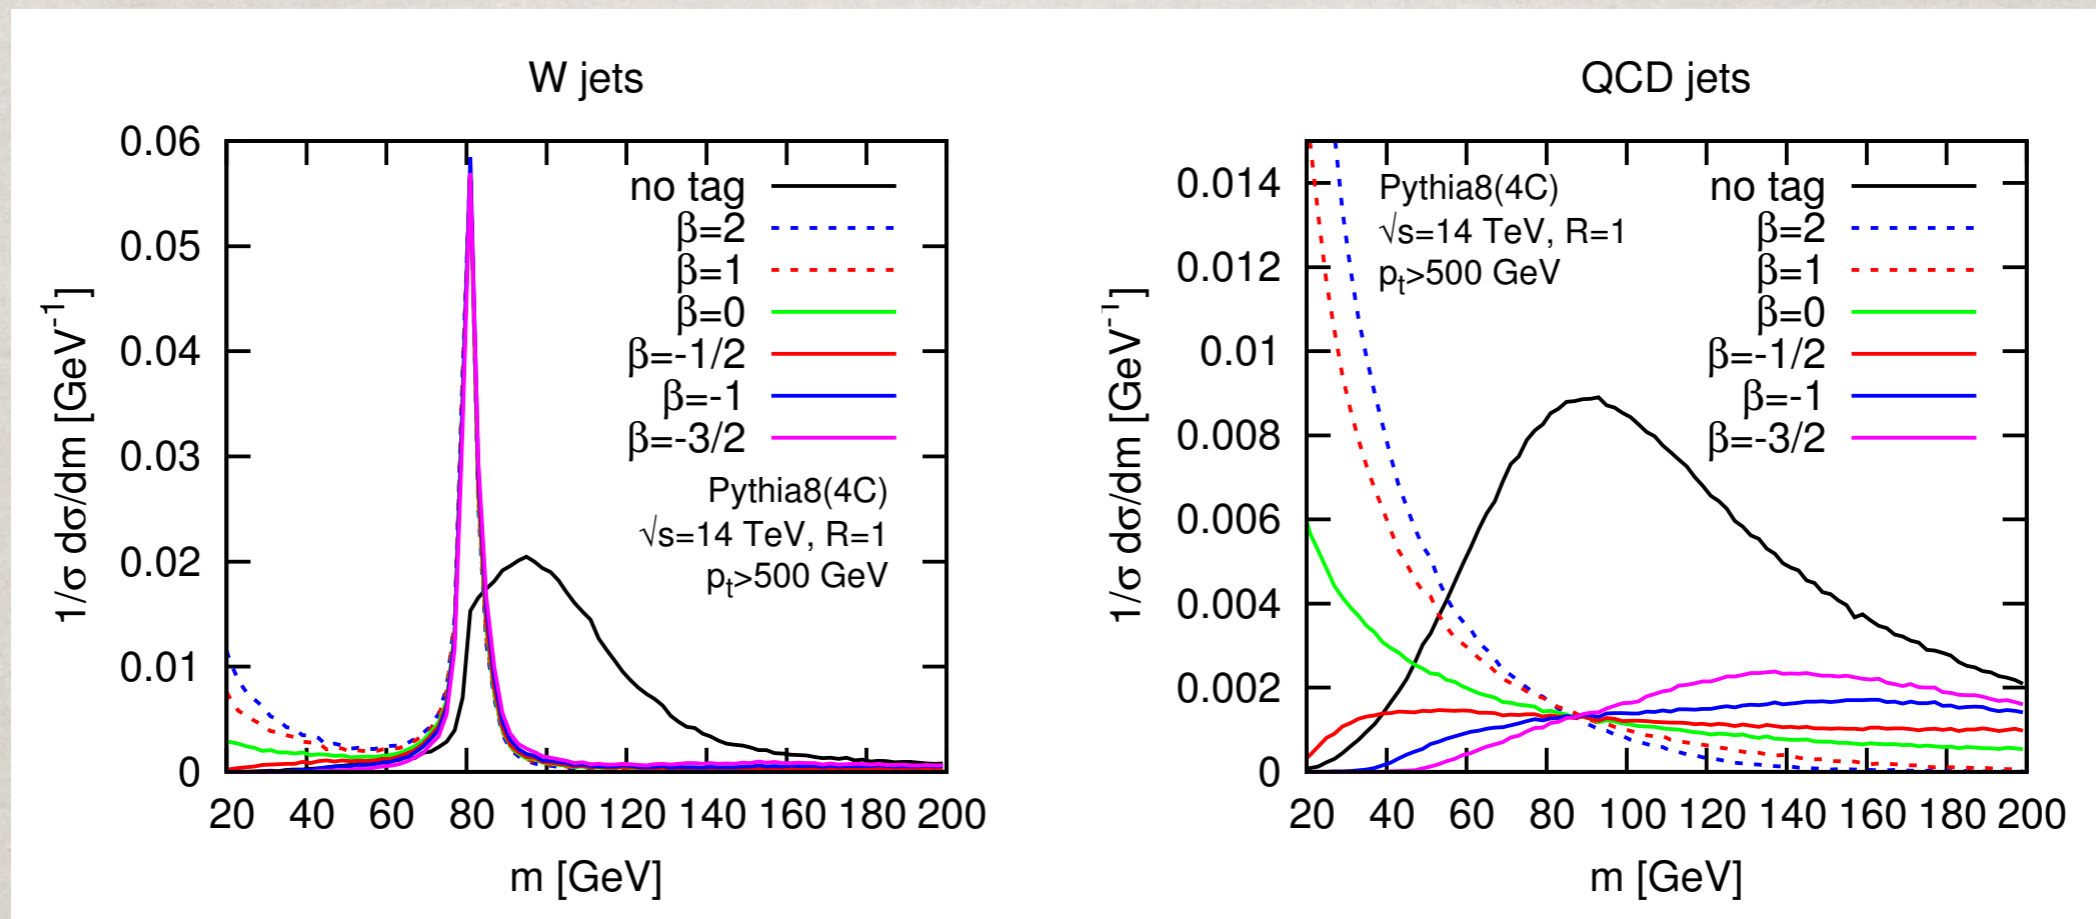 W jets
0.06
0.05
0.04
0.03
0.02
0.01
0
1/σ dσ/dm [GeV⁻¹]
no tag
β=2
β=1
β=0
β=-1/2
β=-1
β=-3/2
Pythia8(4C)
√s=14 TeV, R=1
pₜ>500 GeV
20 40 60 80 100 120 140 160 180 200
m [GeV]
QCD jets
0.014
0.012
0.01
0.008
0.006
0.004
0.002
0
1/σ dσ/dm [GeV⁻¹]
Pythia8(4C)
√s=14 TeV, R=1
pₜ>500 GeV
no tag
β=2
β=1
β=0
β=-1/2
β=-1
β=-3/2
20 40 60 80 100 120 140 160 180 200
m [GeV]